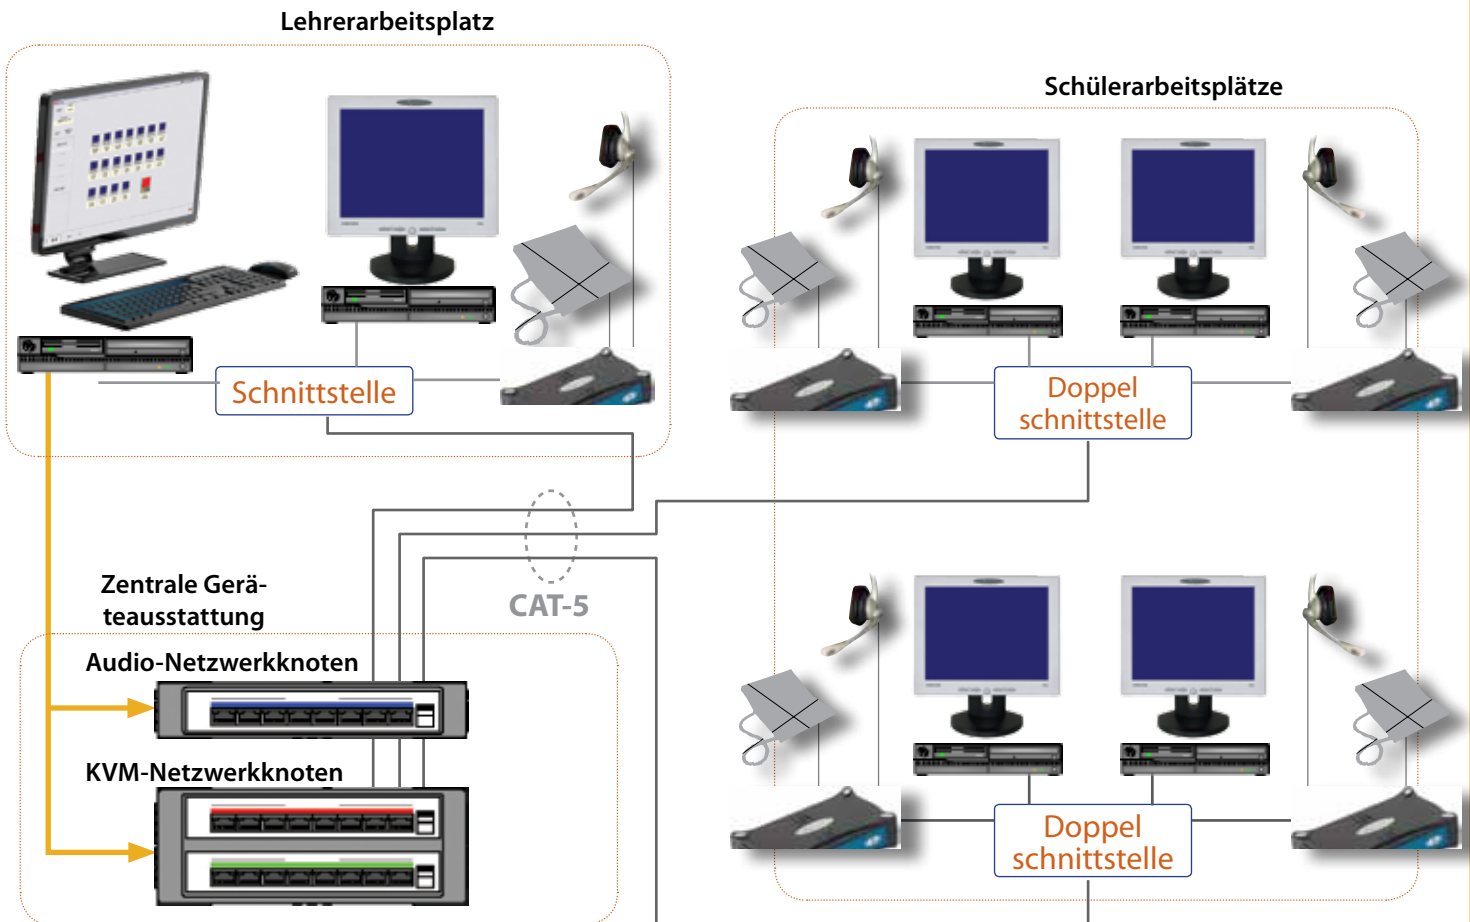 Lehrerarbeitsplatz
Schülerarbeitsplätze
Schnittstelle
Doppel
schnittstelle
CAT-5
Zentrale Gerä-
teausstattung
Audio-Netzwerkknoten
KVM-Netzwerkknoten
Doppel
schnittstelle